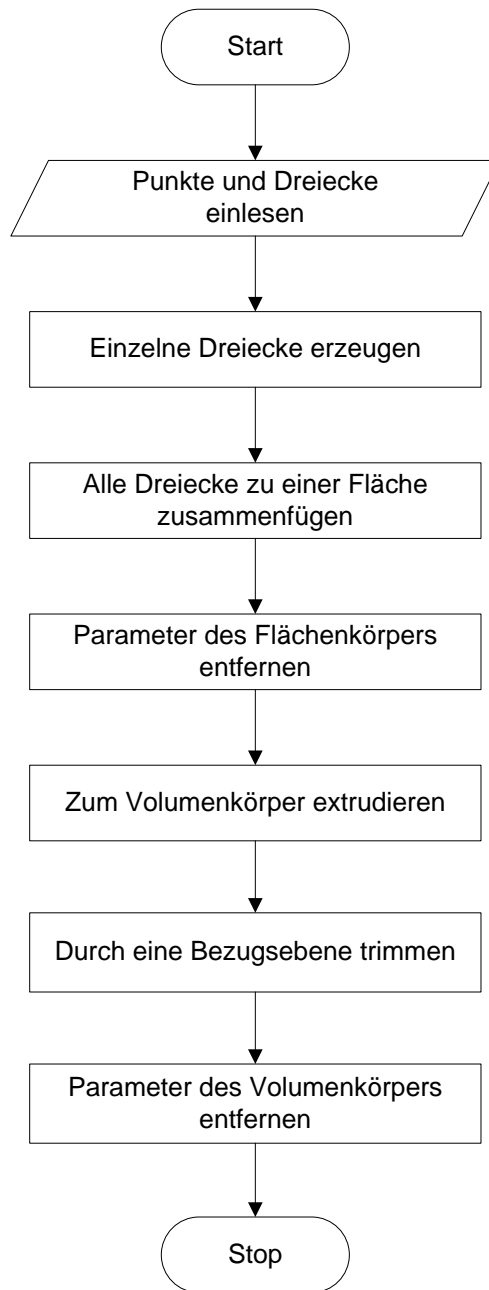 Start
Punkte und Dreiecke
einlesen
Einzelne Dreiecke erzeugen
Alle Dreiecke zu einer Fläche
zusammenfügen
Parameter des Flächenkörpers
entfernen
Zum Volumenkörper extrudieren
Durch eine Bezugsebene trimmen
Parameter des Volumenkörpers
entfernen
Stop